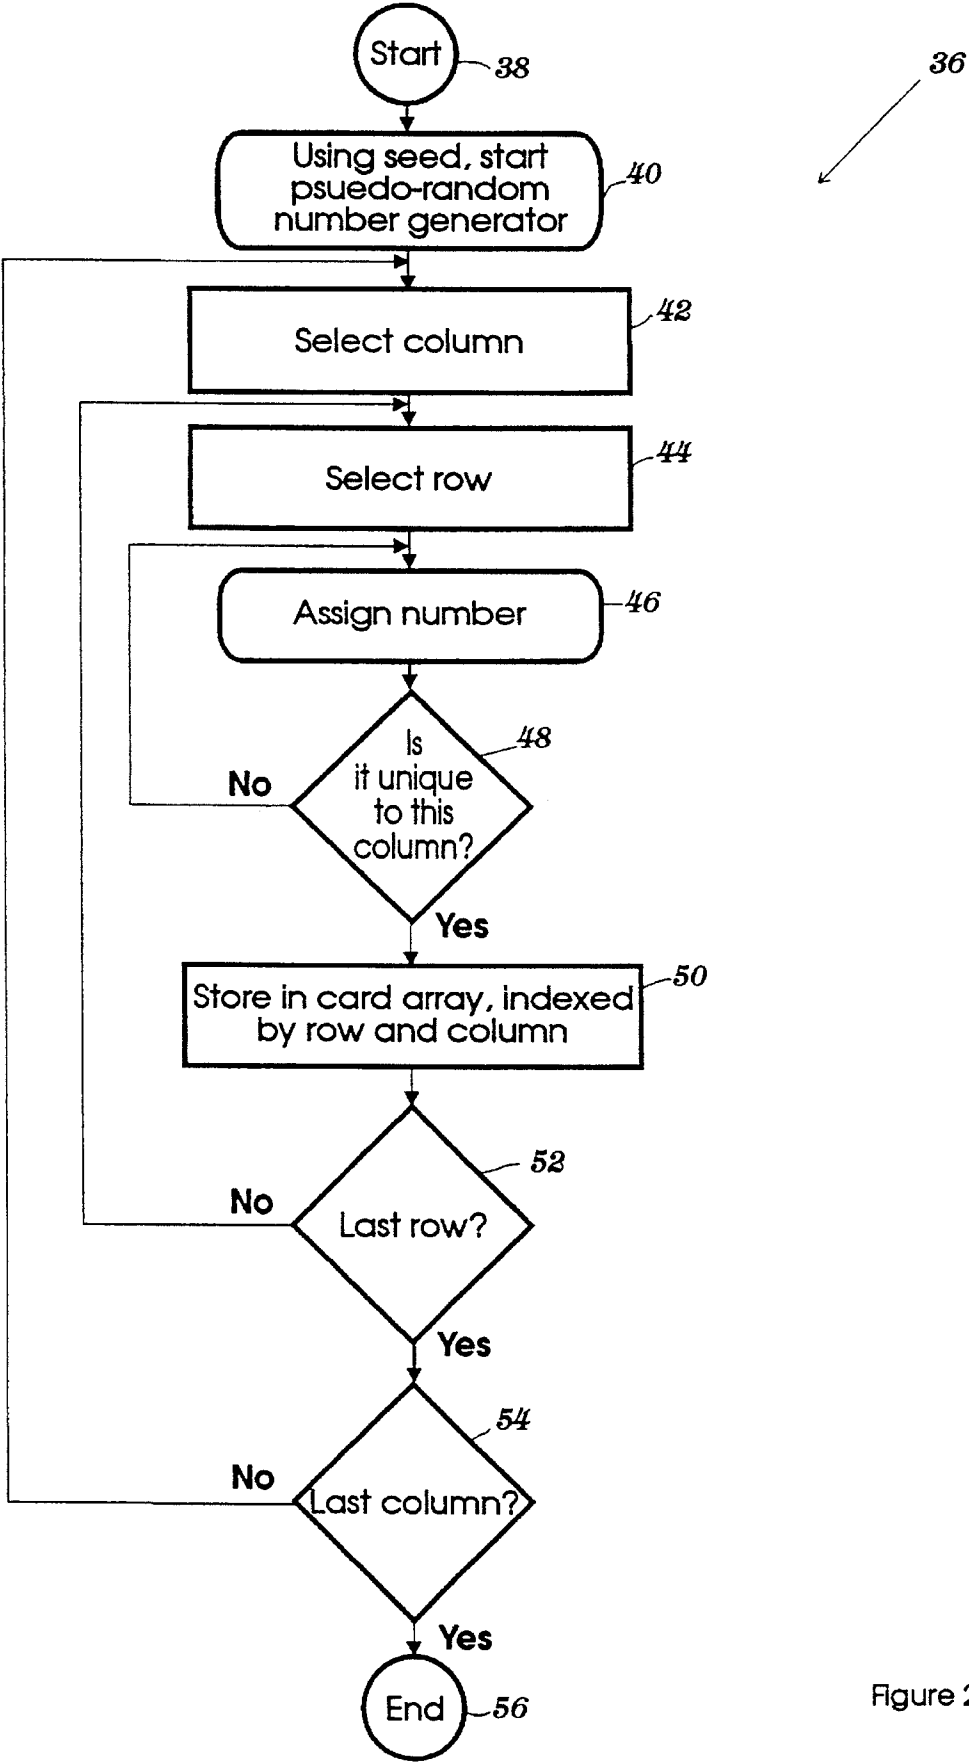 Start
38
36
Using seed, start
psuedo-random
number generator
40
Select column
42
Select row
44
Assign number
46
Is
it unique
to this
column?
48
No
Yes
Store in card array, indexed
by row and column
50
Last row?
52
No
Yes
Last column?
54
No
Yes
End
56
Figure 2